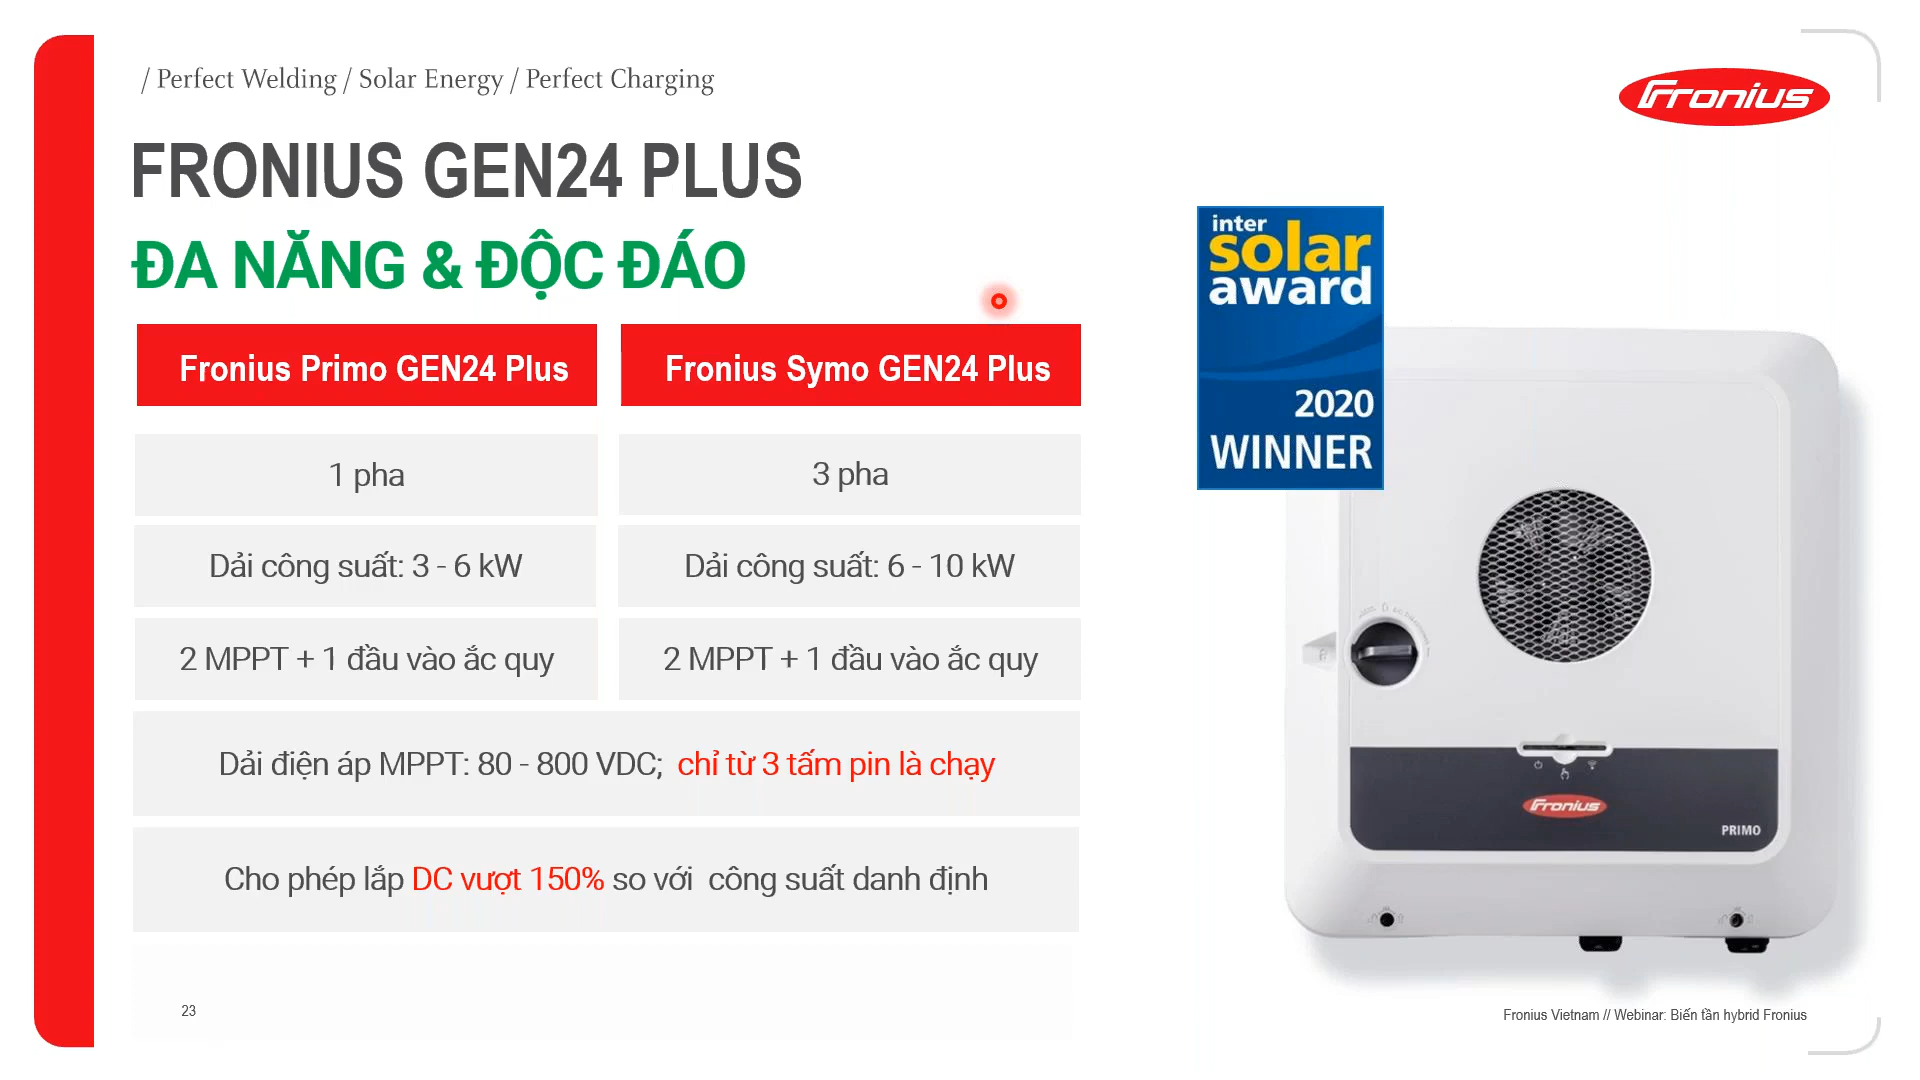 / Perfect Welding / Solar Energy / Perfect Charging
Fronius
FRONIUS GEN24 PLUS
ĐA NĂNG & ĐỘC ĐÁO
inter
solar
award
2020
WINNER
Fronius Primo GEN24 Plus
Fronius Symo GEN24 Plus
1 pha
3 pha
Dải công suất: 3 - 6 kW
Dải công suất: 6 - 10 kW
2 MPPT + 1 đầu vào ắc quy
2 MPPT + 1 đầu vào ắc quy
Dải điện áp MPPT: 80 - 800 VDC; chỉ từ 3 tấm pin là chạy
Cho phép lắp DC vượt 150% so với công suất danh định
Fronius
PRIMO
23
Fronius Vietnam // Webinar: Biến tần hybrid Fronius